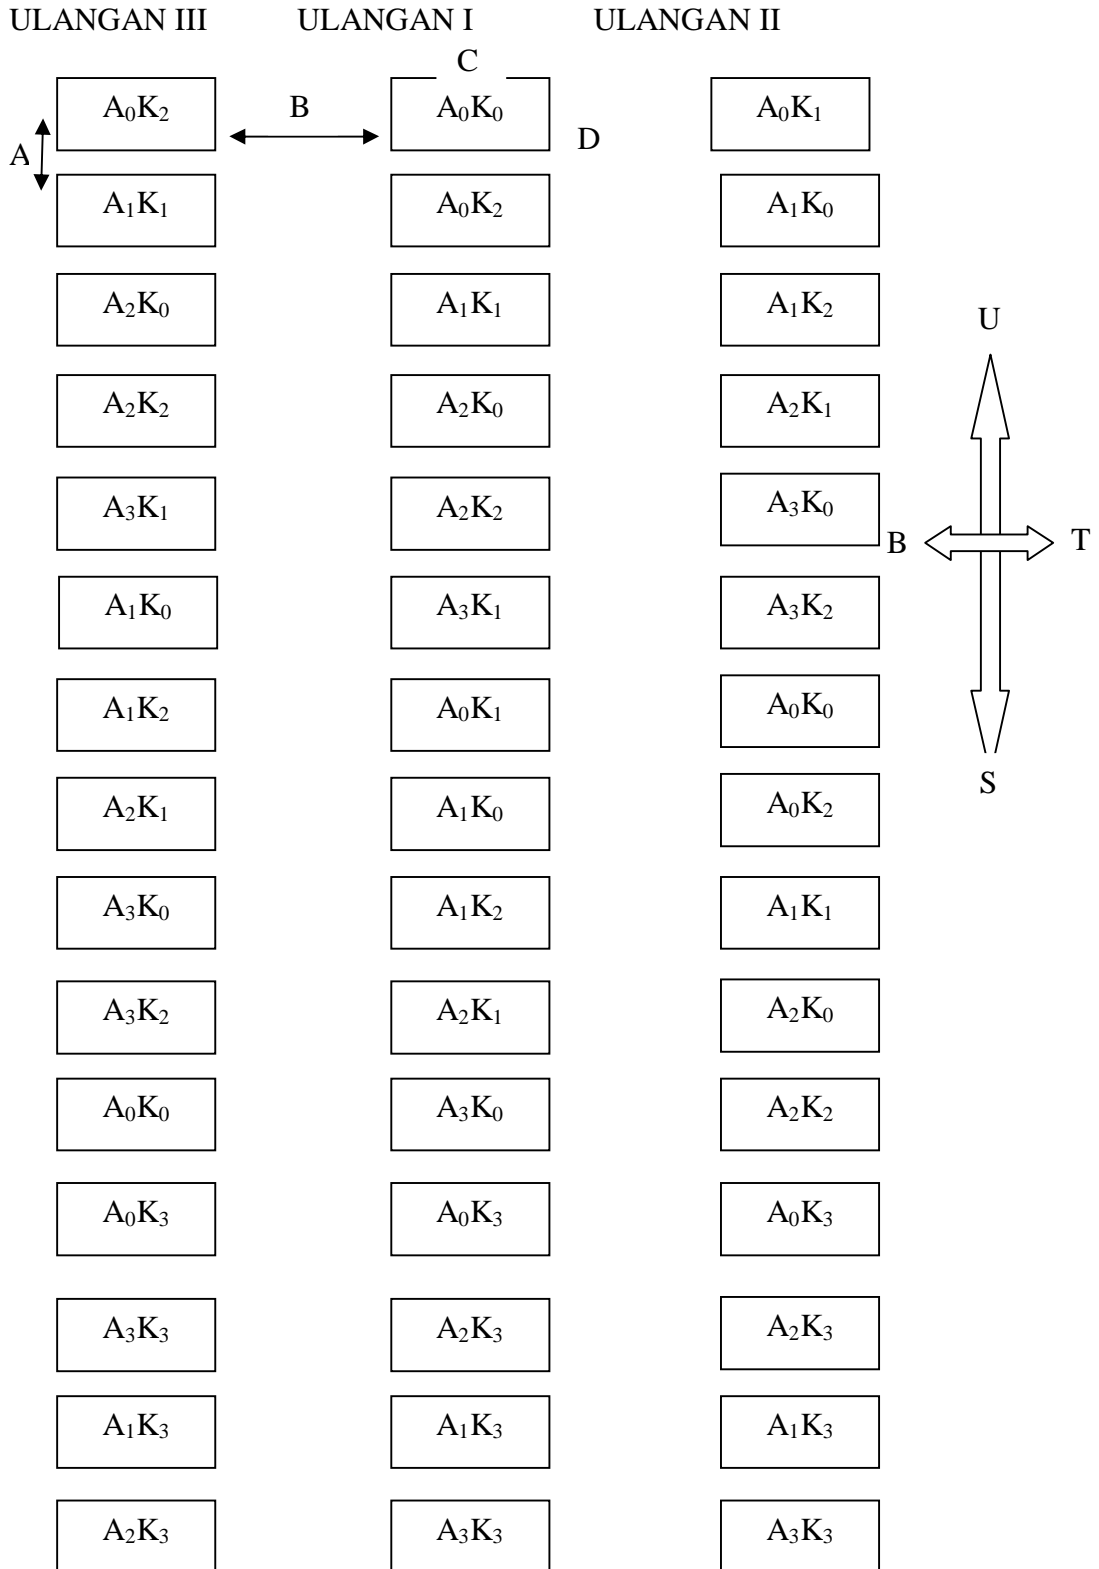 ULANGAN III ULANGAN I ULANGAN II
C
A₀K₂ B A₀K₀ A₀K₁
A D
A₁K₁ A₀K₂ A₁K₀
A₂K₀ A₁K₁ A₁K₂
U
A₂K₂ A₂K₀ A₂K₁
A₃K₁ A₂K₂ A₃K₀
B T
A₁K₀ A₃K₁ A₃K₂
A₁K₂ A₀K₁ A₀K₀
S
A₂K₁ A₁K₀ A₀K₂
A₃K₀ A₁K₂ A₁K₁
A₃K₂ A₂K₁ A₂K₀
A₀K₀ A₃K₀ A₂K₂
A₀K₃ A₀K₃ A₀K₃
A₃K₃ A₂K₃ A₂K₃
A₁K₃ A₁K₃ A₁K₃
A₂K₃ A₃K₃ A₃K₃